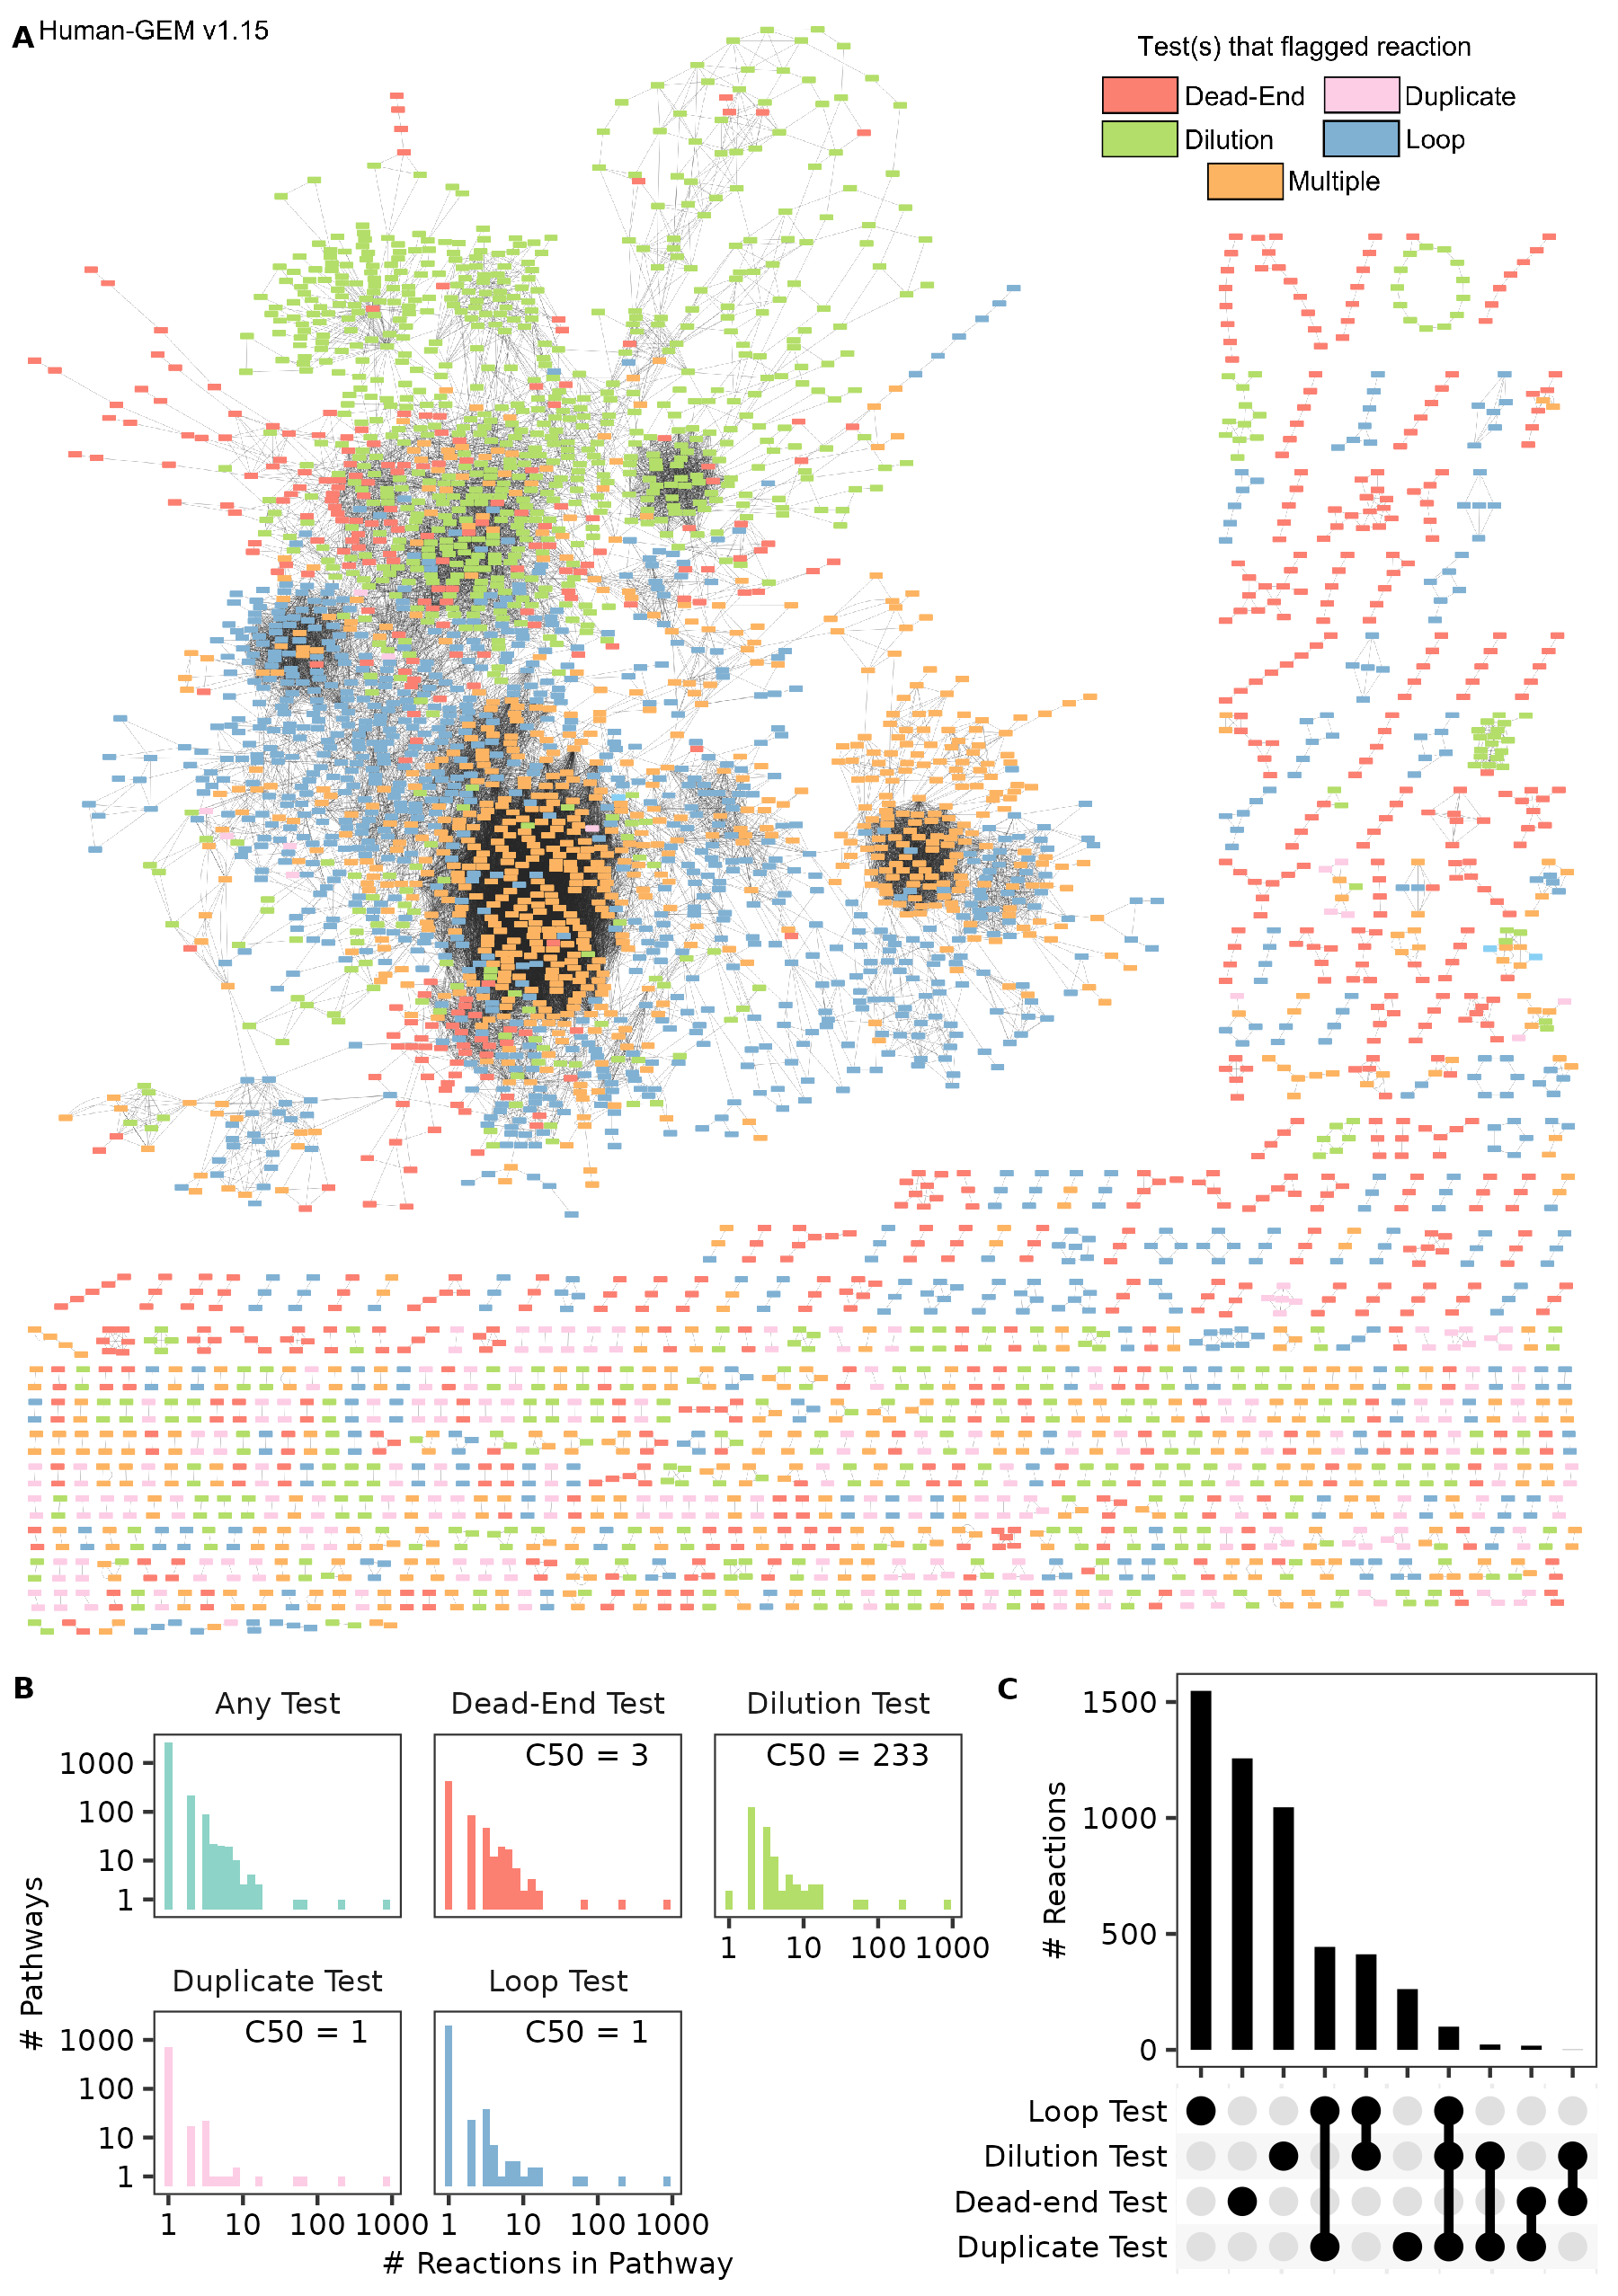 A Human-GEM v1.15
Test(s) that flagged reaction
Dead-End Duplicate
Dilution Loop
Multiple
B
Any Test Dead-End Test Dilution Test
C50 = 3 C50 = 233
1000
100
10
1
1 10 100 1000
Duplicate Test Loop Test
C50 = 1 C50 = 1
1000
100
10
1
1 10 100 1000 1 10 100 1000
# Pathways
# Reactions in Pathway
C
# Reactions
1500
1000
500
0
Loop Test
Dilution Test
Dead-end Test
Duplicate Test